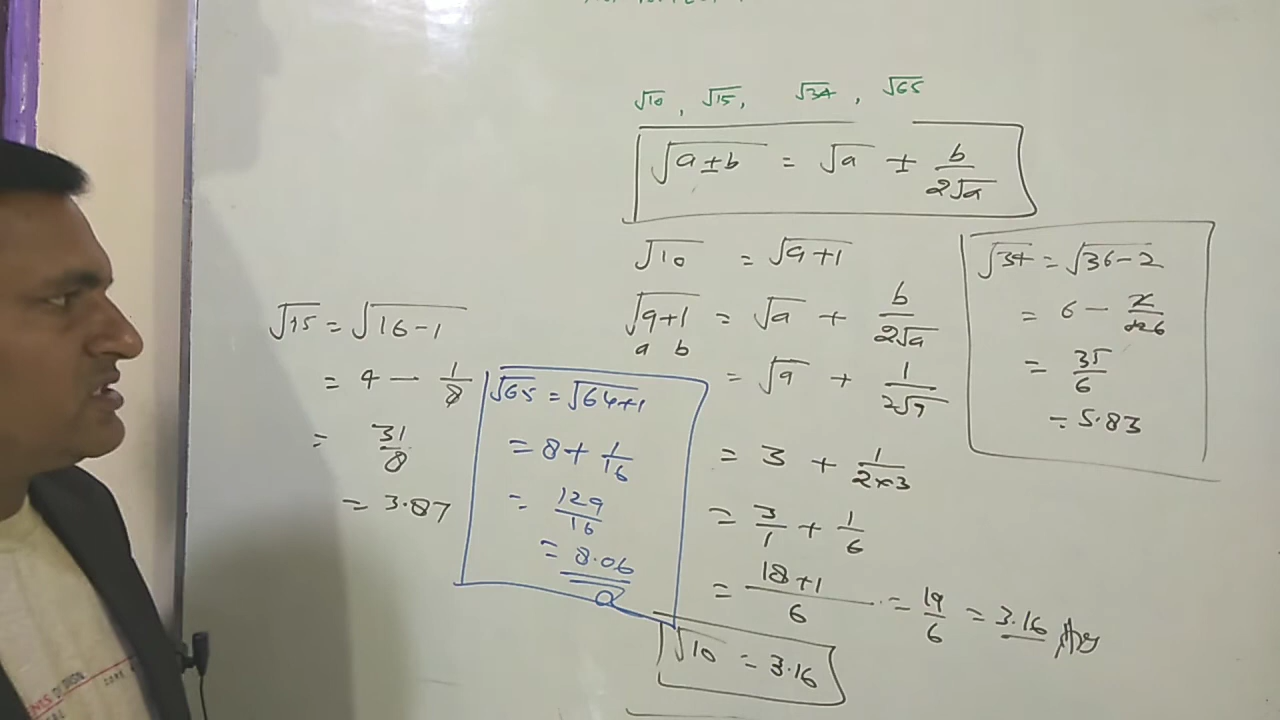 √10, √15, √34, √65
√(a±b) = √a ± b/(2√a)
√10 = √(9+1)
√(9+1) = √a + b/(2√a)
a b
= √9 + 1/(2√9)
= 3 + 1/(2×3)
= 3/1 + 1/6
= (18+1)/6 = 19/6 = 3.16 Ans
√10 = 3.16
√34 = √(36-2)
= 6 - 2/(2×6)
= 35/6
= 5.83
√15 = √(16-1)
= 4 - 1/8
= 31/8
= 3.87
√65 = √(64+1)
= 8 + 1/16
= 129/16
= 8.06